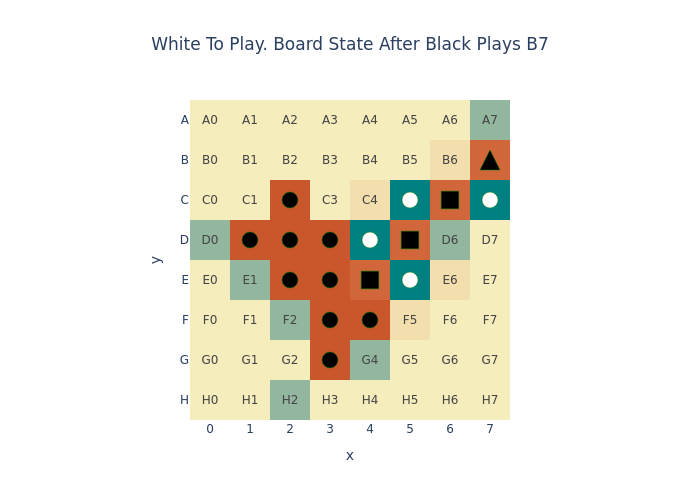 White To Play. Board State After Black Plays B7
A A0 A1 A2 A3 A4 A5 A6 A7
B B0 B1 B2 B3 B4 B5 B6
C C0 C1 C3 C4
D D0 D6 D7
E E0 E1 E6 E7
F F0 F1 F2 F5 F6 F7
G G0 G1 G2 G4 G5 G6 G7
H H0 H1 H2 H3 H4 H5 H6 H7
0 1 2 3 4 5 6 7
x
y